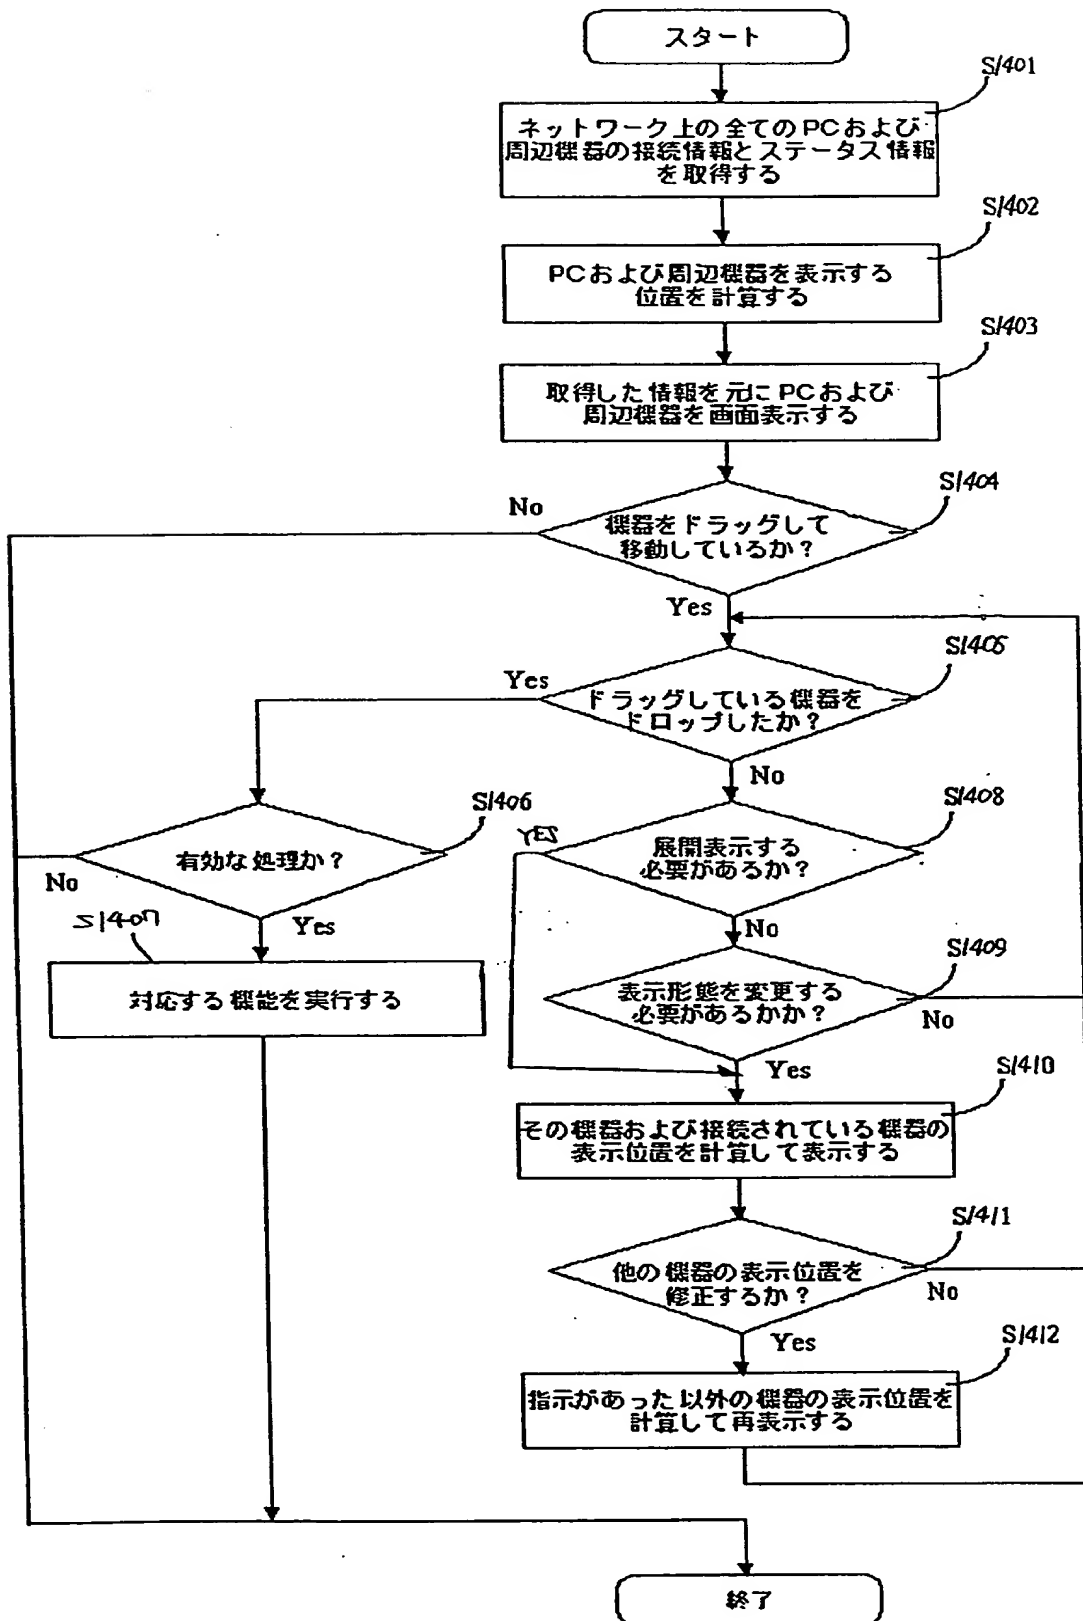 スタート
S1401
ネットワーク上の全てのPCおよび
周辺機器の接続情報とステータス情報
を取得する
S1402
PCおよび周辺機器を表示する
位置を計算する
S1403
取得した情報を元にPCおよび
周辺機器を画面表示する
S1404
No
機器をドラッグして
移動しているか?
Yes
S1405
Yes
ドラッグしている機器を
ドロップしたか?
No
S1406
S1408
YES
有効な処理か?
展開表示する
必要があるか?
No
S1407
Yes
No
S1409
対応する機能を実行する
表示形態を変更する
必要があるかか?
No
Yes
S1410
その機器および接続されている機器の
表示位置を計算して表示する
S1411
他の機器の表示位置を
修正するか?
No
Yes
S1412
指示があった以外の機器の表示位置を
計算して再表示する
終了